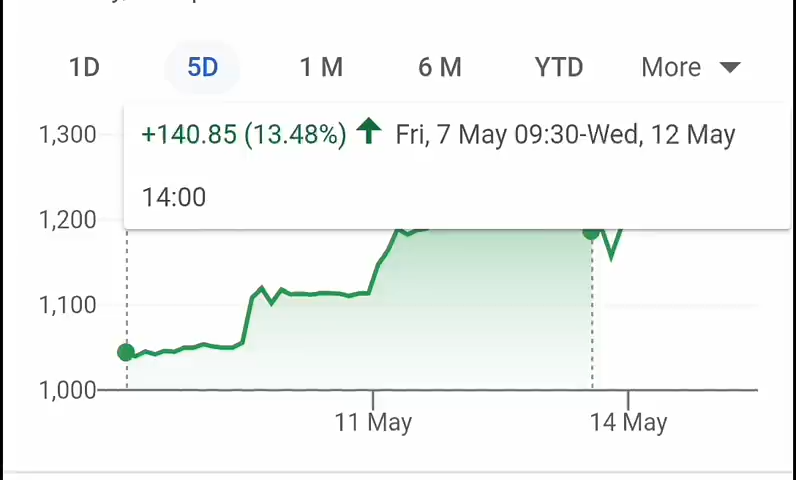 1D 5D 1 M 6 M YTD More
+140.85 (13.48%) Fri, 7 May 09:30-Wed, 12 May
14:00
1,300
1,200
1,100
1,000
11 May 14 May